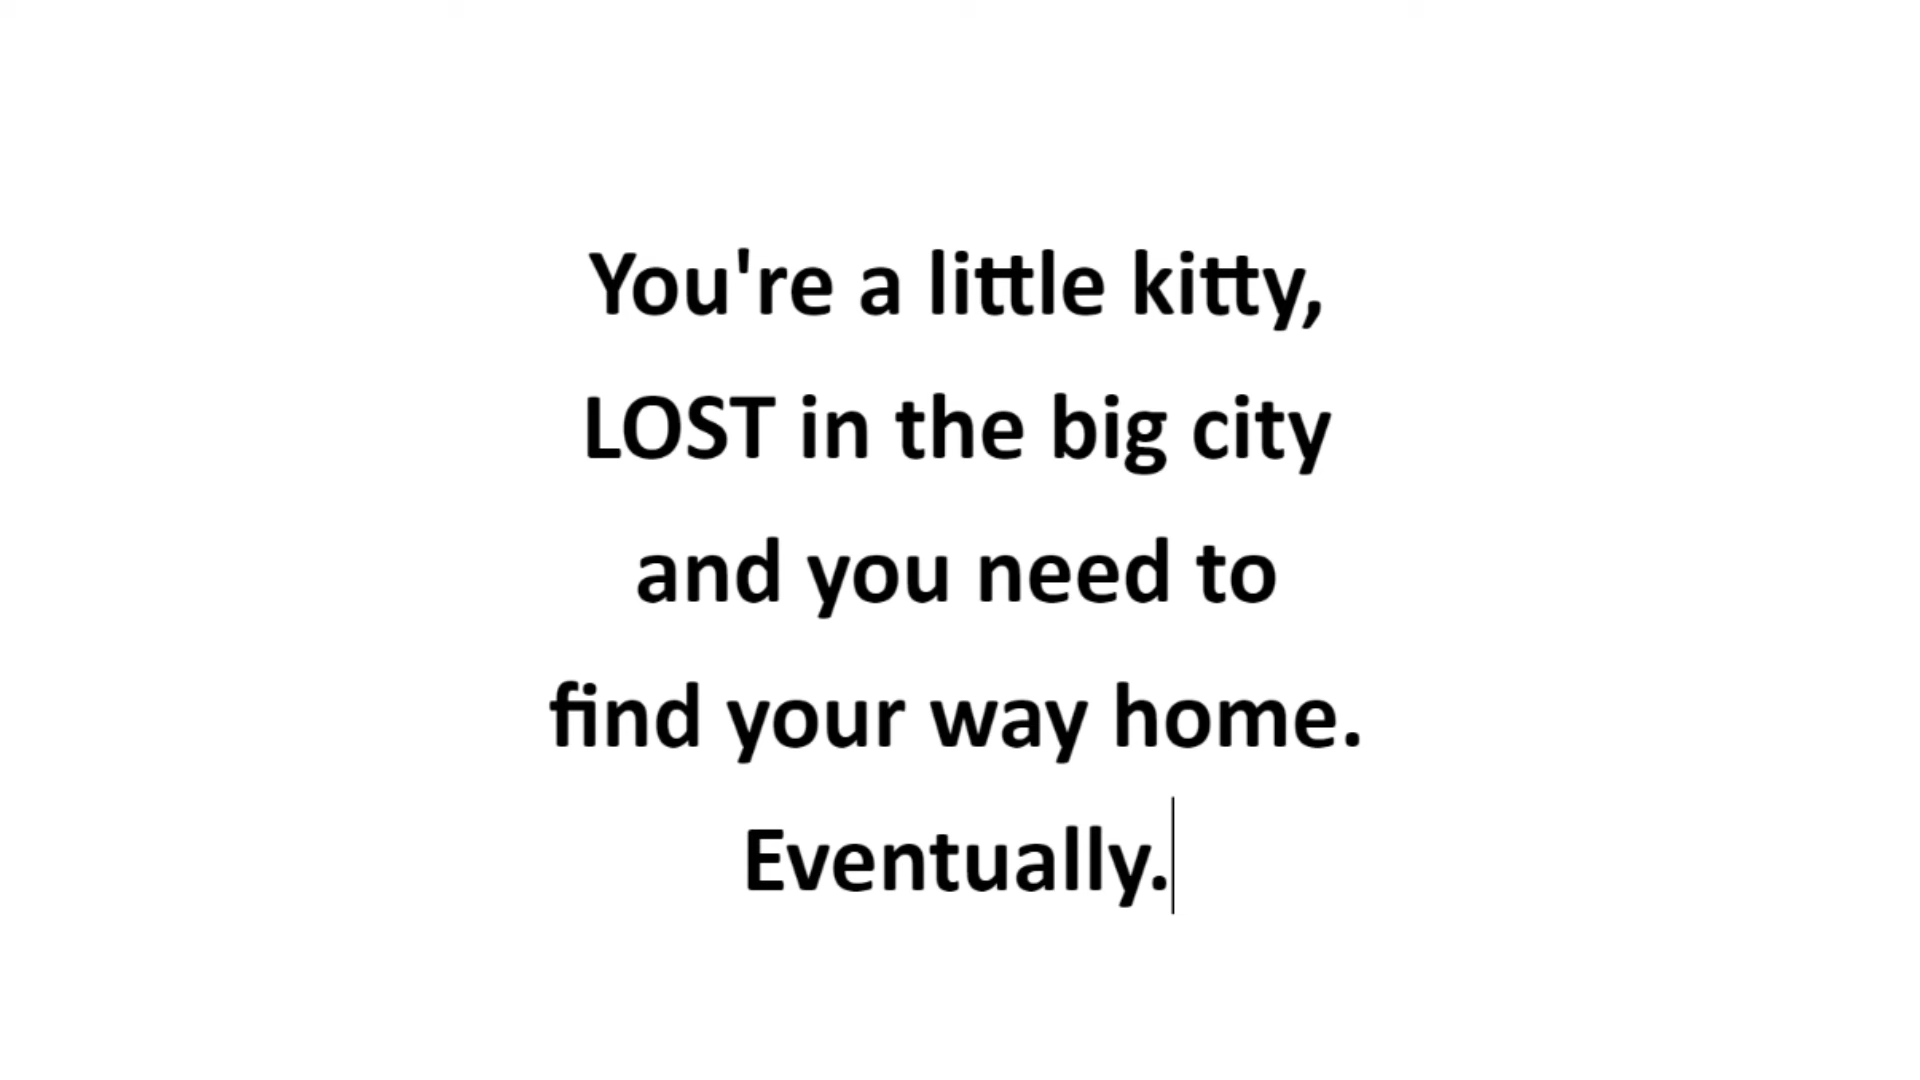 You're a little kitty,
LOST in the big city
and you need to
find your way home.
Eventually.